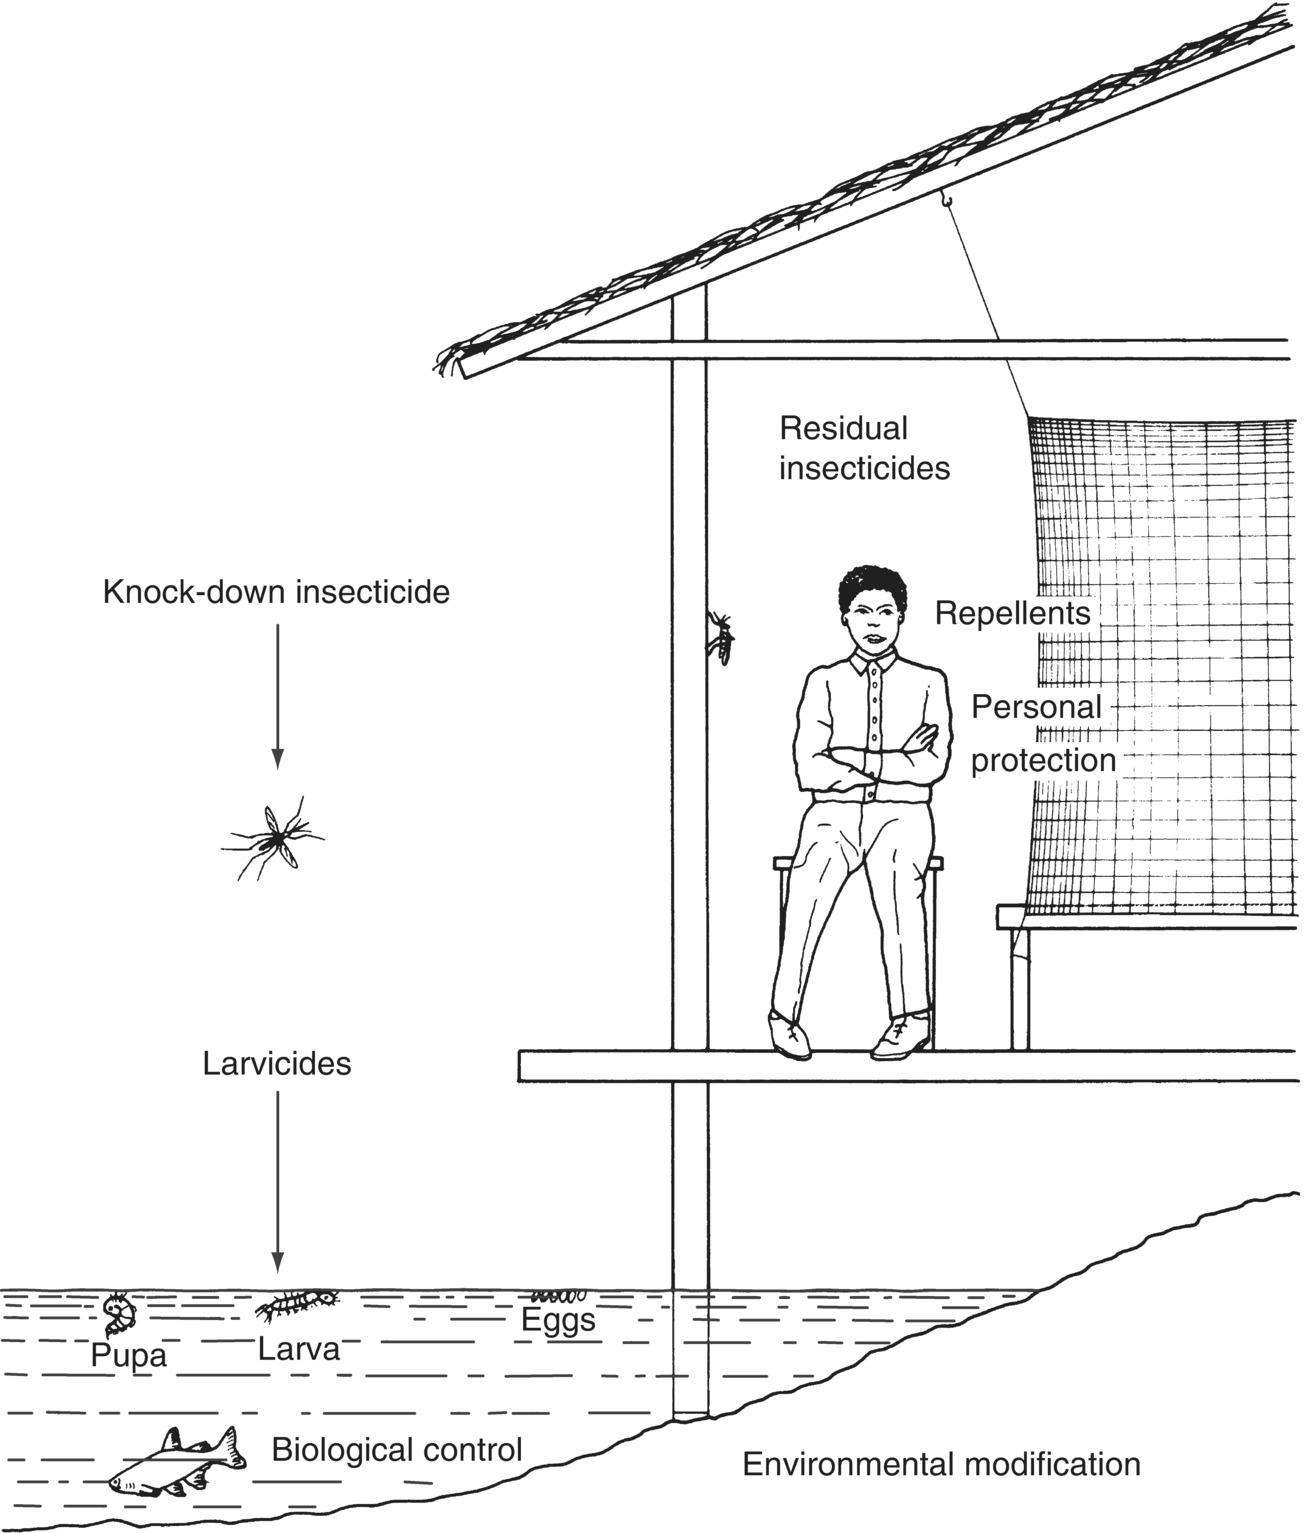 Residual
insecticides
Knock-down insecticide
Repellents
Personal
protection
Larvicides
Eggs
Pupa
Larva
Biological control
Environmental modification